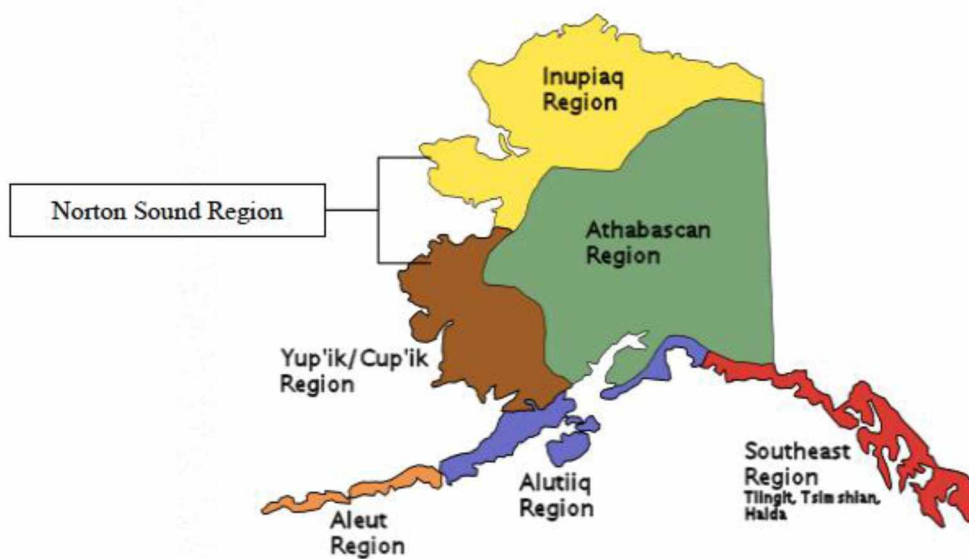 Inupiaq
Region
Norton Sound Region
Athabascan
Region
Yup'ik/Cup'ik
Region
Southeast
Region
Tlingit, Tsimshian,
Haida
Alutiiq
Region
Aleut
Region